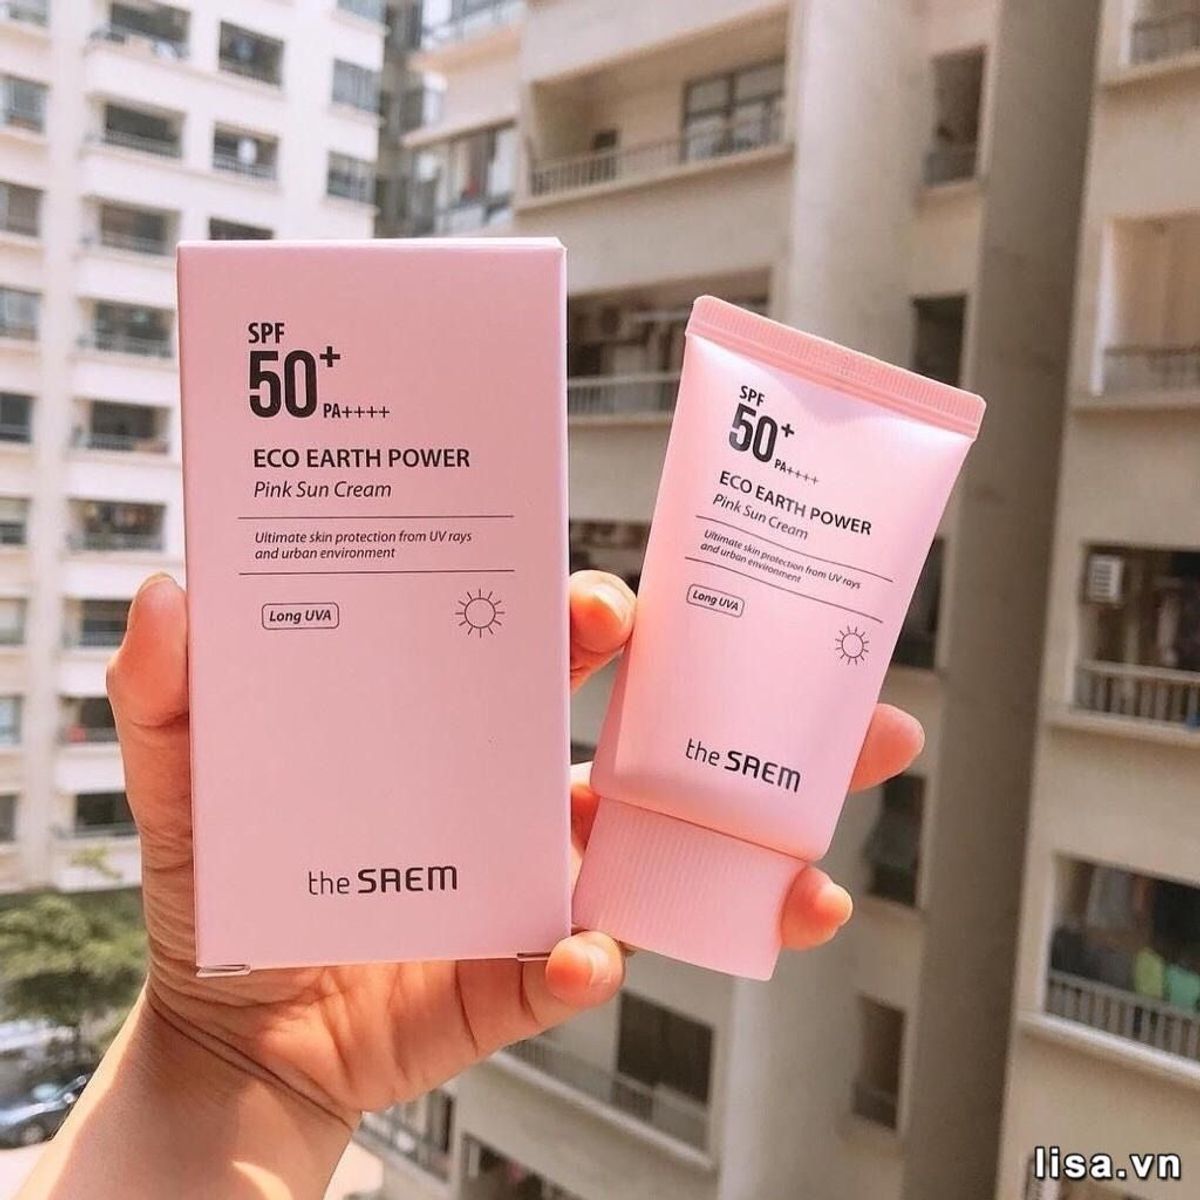 SPF
50+
PA++++
ECO EARTH POWER
Pink Sun Cream
Ultimate skin protection from UV rays
and urban environment
Long UVA
the SAEM
SPF
50+
PA++++
ECO EARTH POWER
Pink Sun Cream
Ultimate skin protection from UV rays
and urban environment
Long UVA
the SAEM
lisa.vn